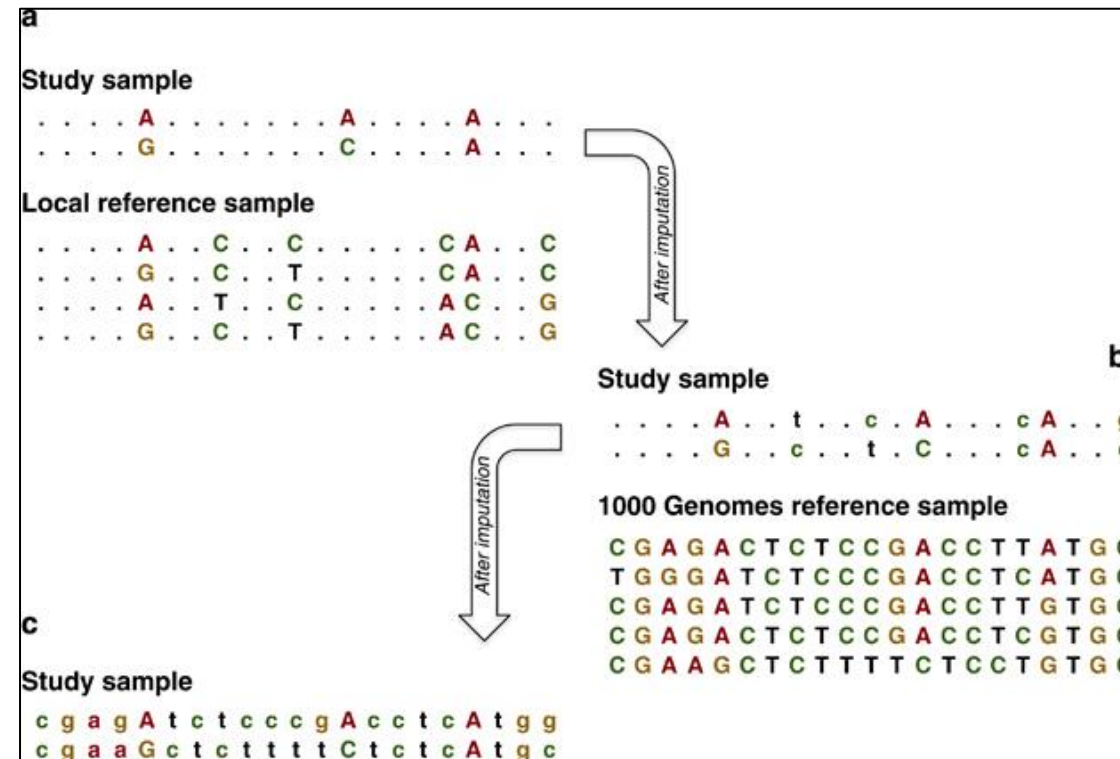 a
Study sample
. . . . A . . . . . . . A . . . . A . . .
. . . . G . . . . . . . C . . . . A . . .
Local reference sample
. . . . A . . C . . C . . . . . C A . . C
. . . . G . . C . . T . . . . . C A . . C
. . . . A . . T . . C . . . . . A C . . G
. . . . G . . C . . T . . . . . A C . . G
After imputation
b
Study sample
. . . . A . . t . . c . A . . . c A . .
. . . . G . . c . . t . C . . . c A . .
1000 Genomes reference sample
C G A G A C T C T C C G A C C T T A T G
T G G G A T C T C C C G A C C T C A T G
C G A G A T C T C C C G A C C T T G T G
C G A G A C T C T C C G A C C T C G T G
C G A A G C T C T T T T C T C C T G T G
After imputation
c
Study sample
c g a g A t c t c c c g A c c t c A t g g
c g a a G c t c t t t t C t c t c A t g c